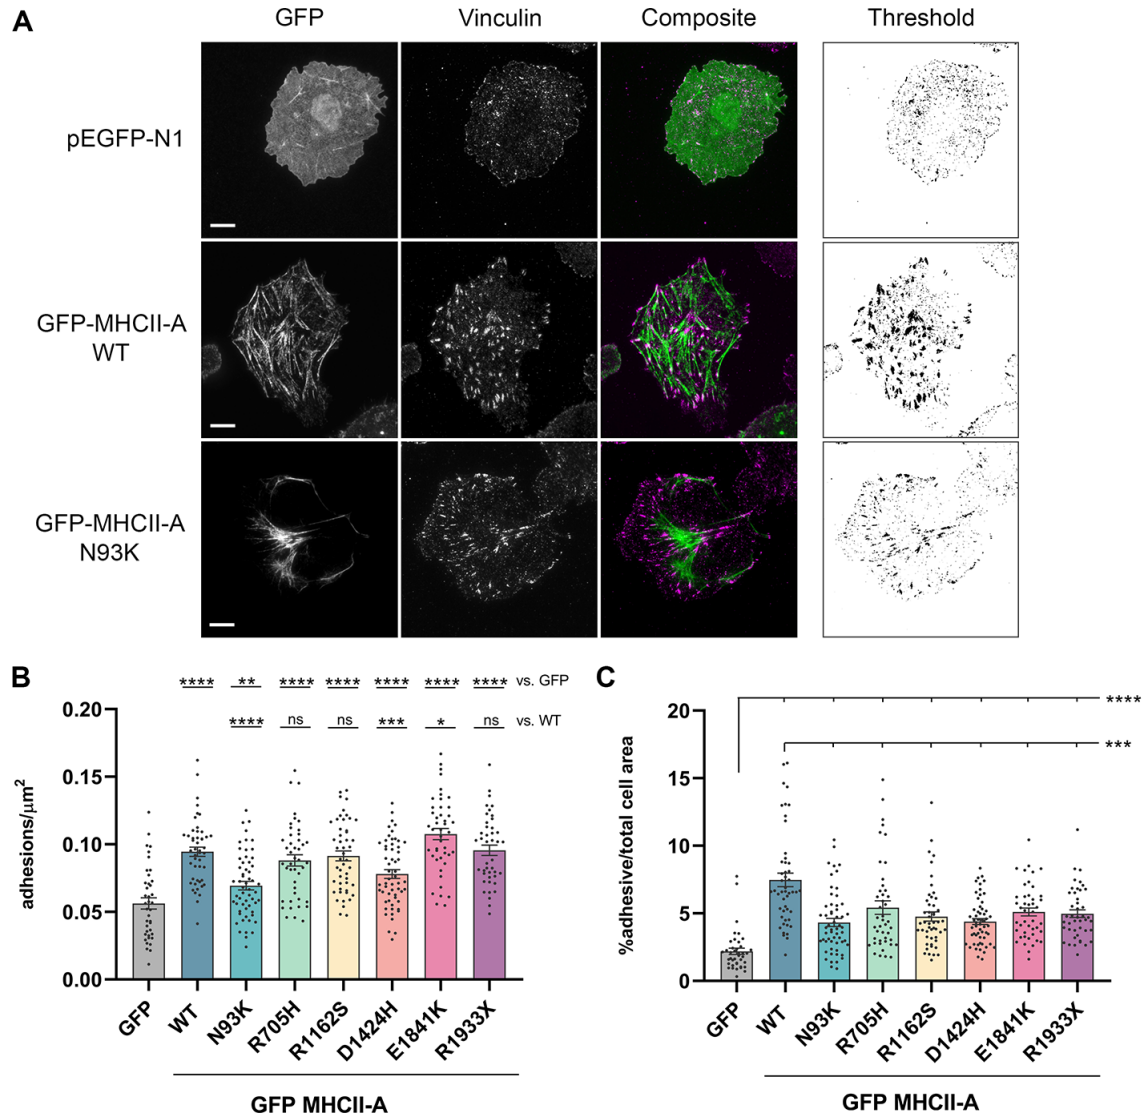 A
GFP Vinculin Composite Threshold
pEGFP-N1
GFP-MHCII-A
WT
GFP-MHCII-A
N93K
B
**** ** **** **** **** **** **** vs. GFP
**** ns ns *** * ns vs. WT
adhesions/μm²
0.20
0.15
0.10
0.05
0.00
GFP WT N93K R705H R1162S D1424H E1841K R1933X
GFP MHCII-A
C
****
***
%adhesive/total cell area
20
15
10
5
0
GFP WT N93K R705H R1162S D1424H E1841K R1933X
GFP MHCII-A